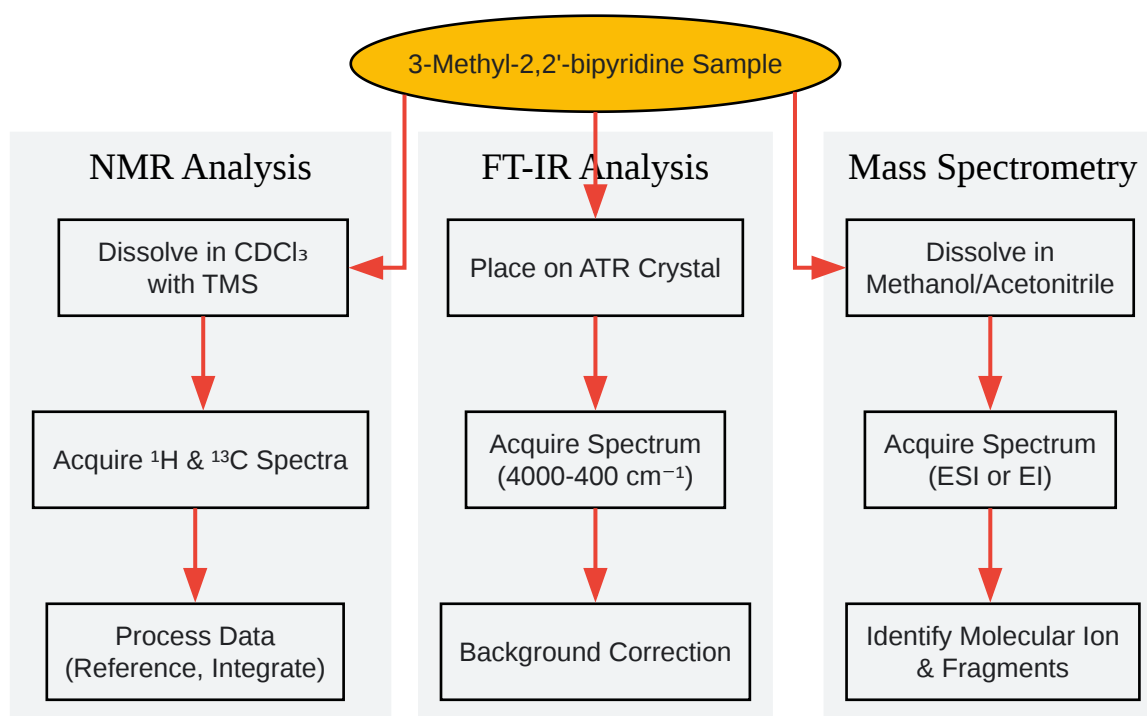 3-Methyl-2,2'-bipyridine Sample
NMR Analysis
Dissolve in CDCl₃
with TMS
Acquire ¹H & ¹³C Spectra
Process Data
(Reference, Integrate)
FT-IR Analysis
Place on ATR Crystal
Acquire Spectrum
(4000-400 cm⁻¹)
Background Correction
Mass Spectrometry
Dissolve in
Methanol/Acetonitrile
Acquire Spectrum
(ESI or EI)
Identify Molecular Ion
& Fragments